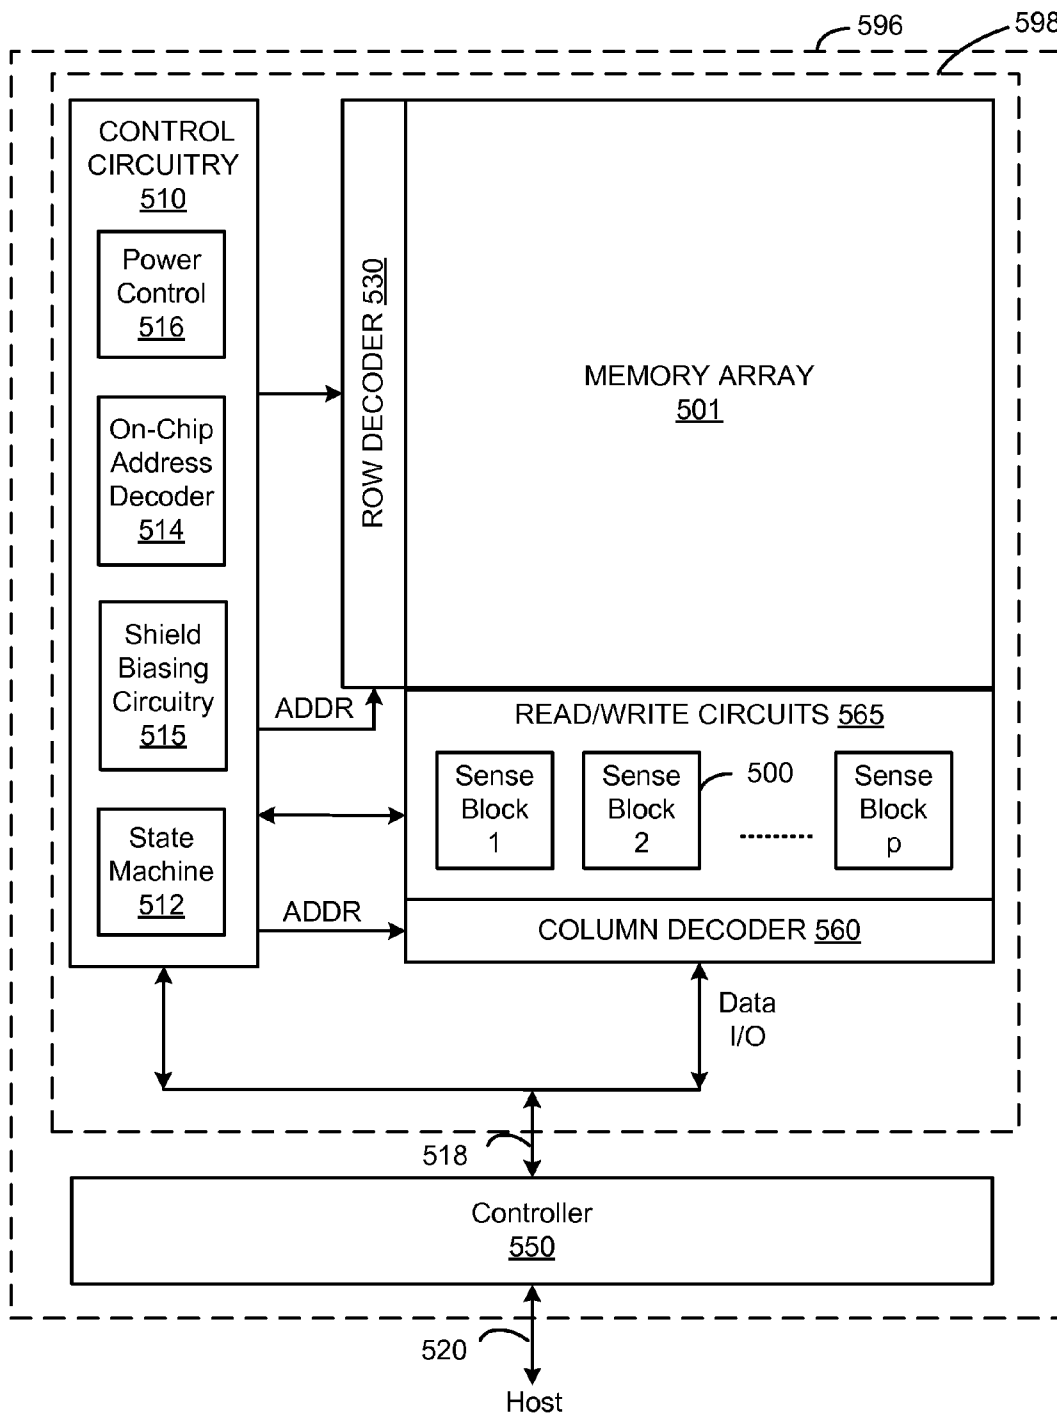 596
598
CONTROL
CIRCUITRY
510
Power
Control
516
On-Chip
Address
Decoder
514
Shield
Biasing
Circuitry
515
State
Machine
512
ROW DECODER 530
MEMORY ARRAY
501
ADDR
READ/WRITE CIRCUITS 565
Sense
Block
1
Sense
Block
2
500
........
Sense
Block
p
ADDR
COLUMN DECODER 560
Data
I/O
518
Controller
550
520
Host